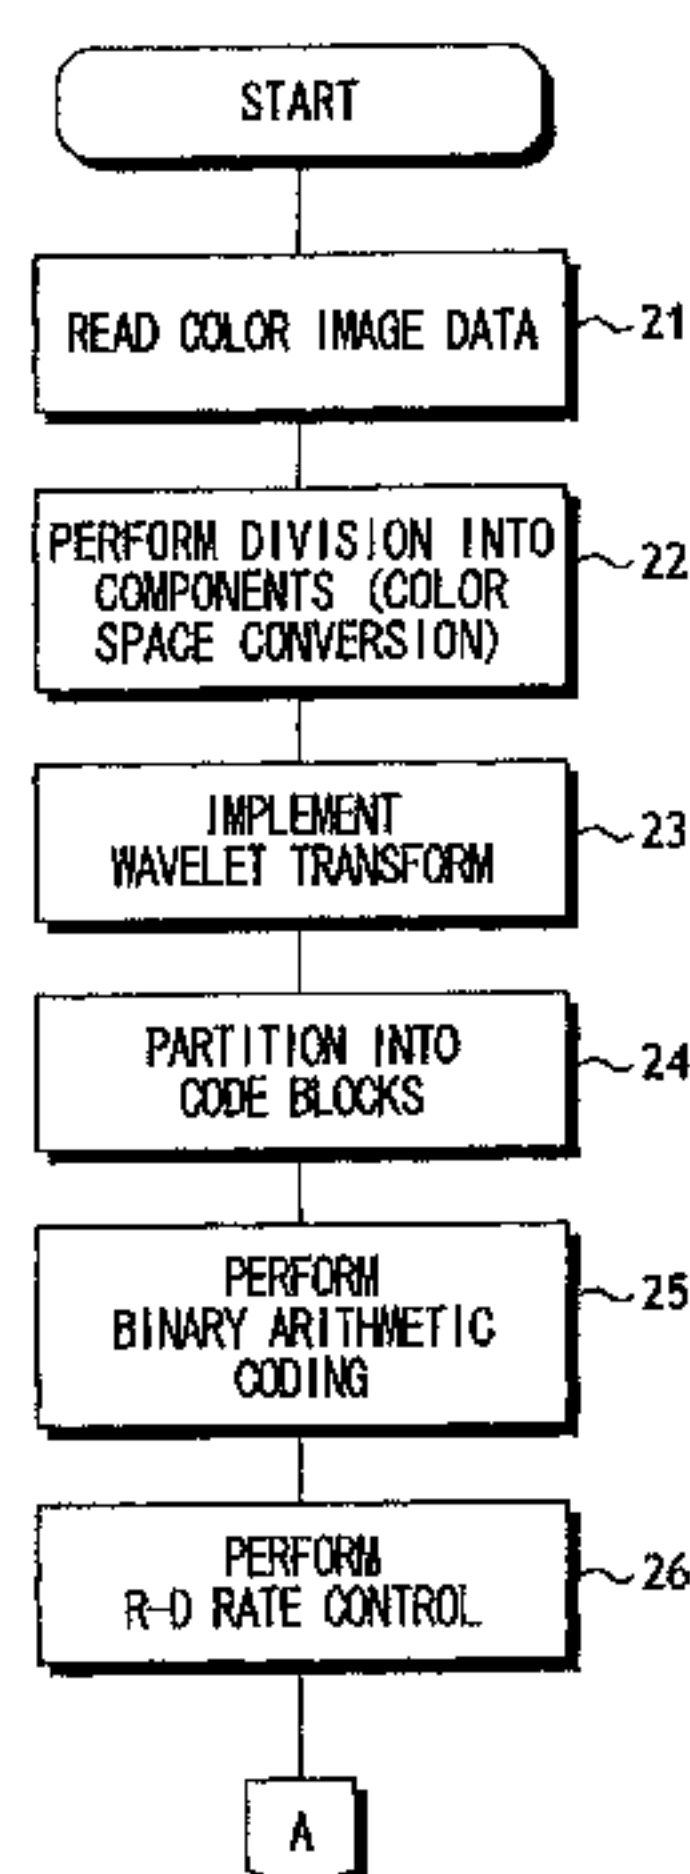 START
READ COLOR IMAGE DATA
21
PERFORM DIVISION INTO
COMPONENTS (COLOR
SPACE CONVERSION)
22
IMPLEMENT
WAVELET TRANSFORM
23
PARTITION INTO
CODE BLOCKS
24
PERFORM
BINARY ARITHMETIC
CODING
25
PERFORM
R-D RATE CONTROL
26
A